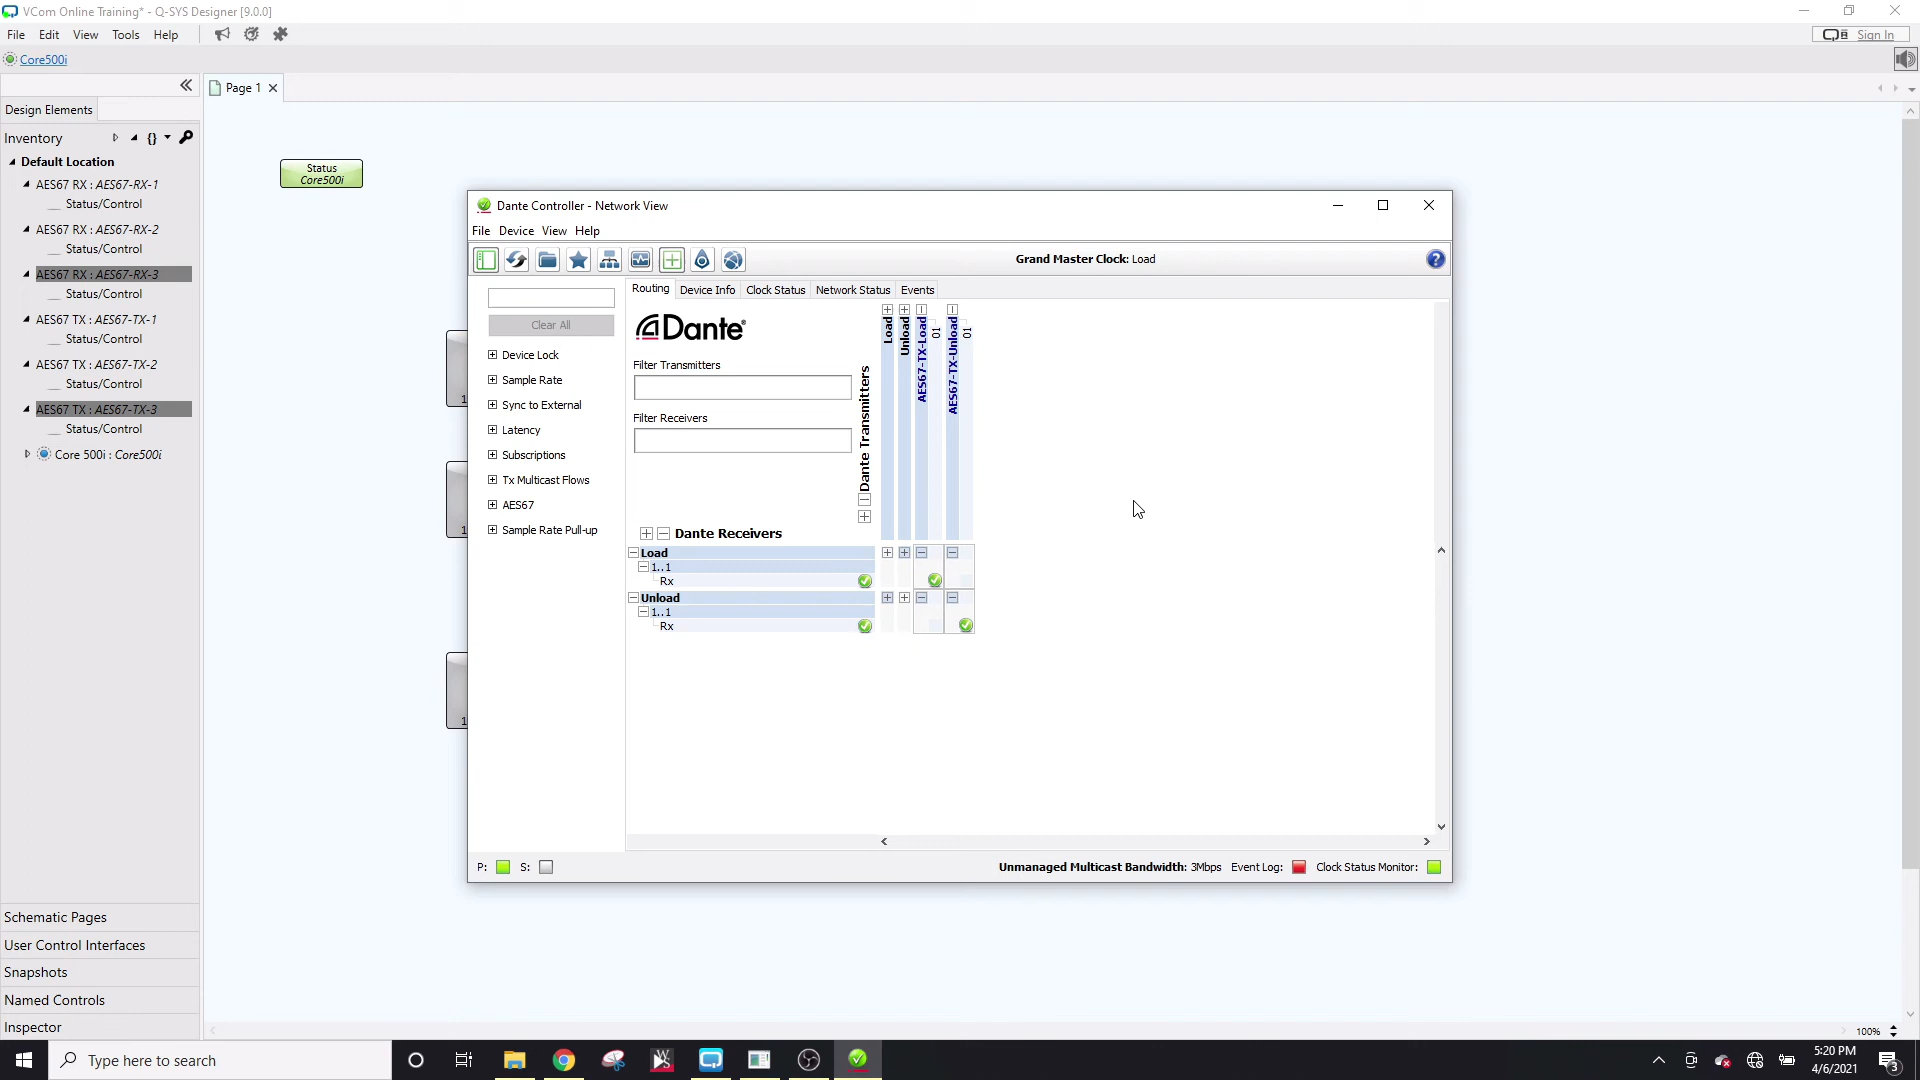 VCom Online Training* - Q-SYS Designer [9.0.0]
File Edit View Tools Help
Sign In
Core500i
Page 1
Design Elements
Inventory {}
Default Location
AES67 RX : AES67-RX-1
Status/Control
AES67 RX : AES67-RX-2
Status/Control
AES67 RX : AES67-RX-3
Status/Control
AES67 TX : AES67-TX-1
Status/Control
AES67 TX : AES67-TX-2
Status/Control
AES67 TX : AES67-TX-3
Status/Control
Core 500i : Core500i
Schematic Pages
User Control Interfaces
Snapshots
Named Controls
Inspector
Status
Core500i
1
1
1
Dante Controller - Network View
File Device View Help
Grand Master Clock: Load
Clear All
Device Lock
Sample Rate
Sync to External
Latency
Subscriptions
Tx Multicast Flows
AES67
Sample Rate Pull-up
Routing Device Info Clock Status Network Status Events
Dante
Filter Transmitters
Filter Receivers
Dante Transmitters
Load
Unload
AES67-TX-Load
01
AES67-TX-Unload
01
Dante Receivers
Load
1..1
Rx
Unload
1..1
Rx
P: S:
Unmanaged Multicast Bandwidth: 3Mbps Event Log: Clock Status Monitor:
100%
Type here to search
5:20 PM
4/6/2021
3